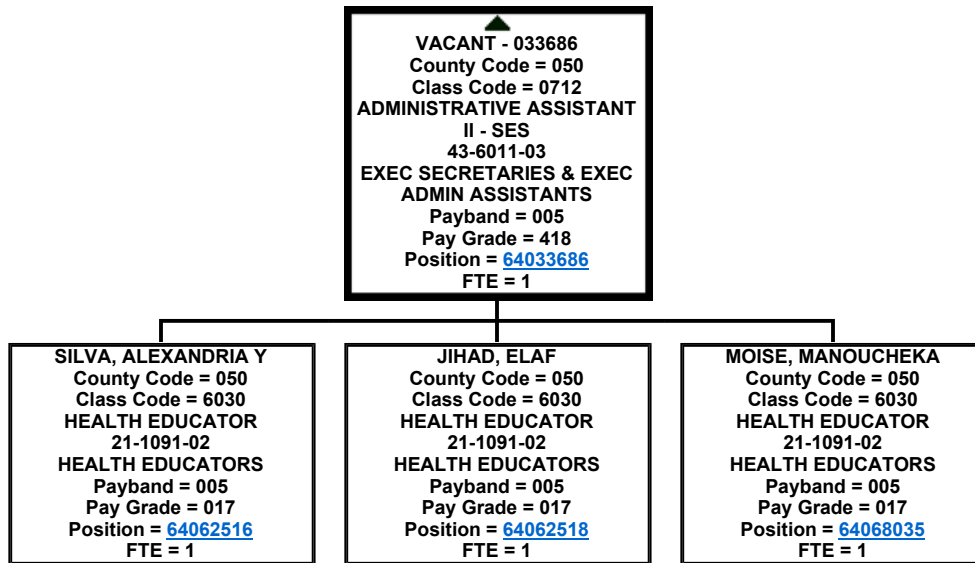 VACANT - 033686
County Code = 050
Class Code = 0712
ADMINISTRATIVE ASSISTANT
II - SES
43-6011-03
EXEC SECRETARIES & EXEC
ADMIN ASSISTANTS
Payband = 005
Pay Grade = 418
Position = 64033686
FTE = 1
SILVA, ALEXANDRIA Y
County Code = 050
Class Code = 6030
HEALTH EDUCATOR
21-1091-02
HEALTH EDUCATORS
Payband = 005
Pay Grade = 017
Position = 64062516
FTE = 1
JIHAD, ELAF
County Code = 050
Class Code = 6030
HEALTH EDUCATOR
21-1091-02
HEALTH EDUCATORS
Payband = 005
Pay Grade = 017
Position = 64062518
FTE = 1
MOISE, MANOUCHEKA
County Code = 050
Class Code = 6030
HEALTH EDUCATOR
21-1091-02
HEALTH EDUCATORS
Payband = 005
Pay Grade = 017
Position = 64068035
FTE = 1